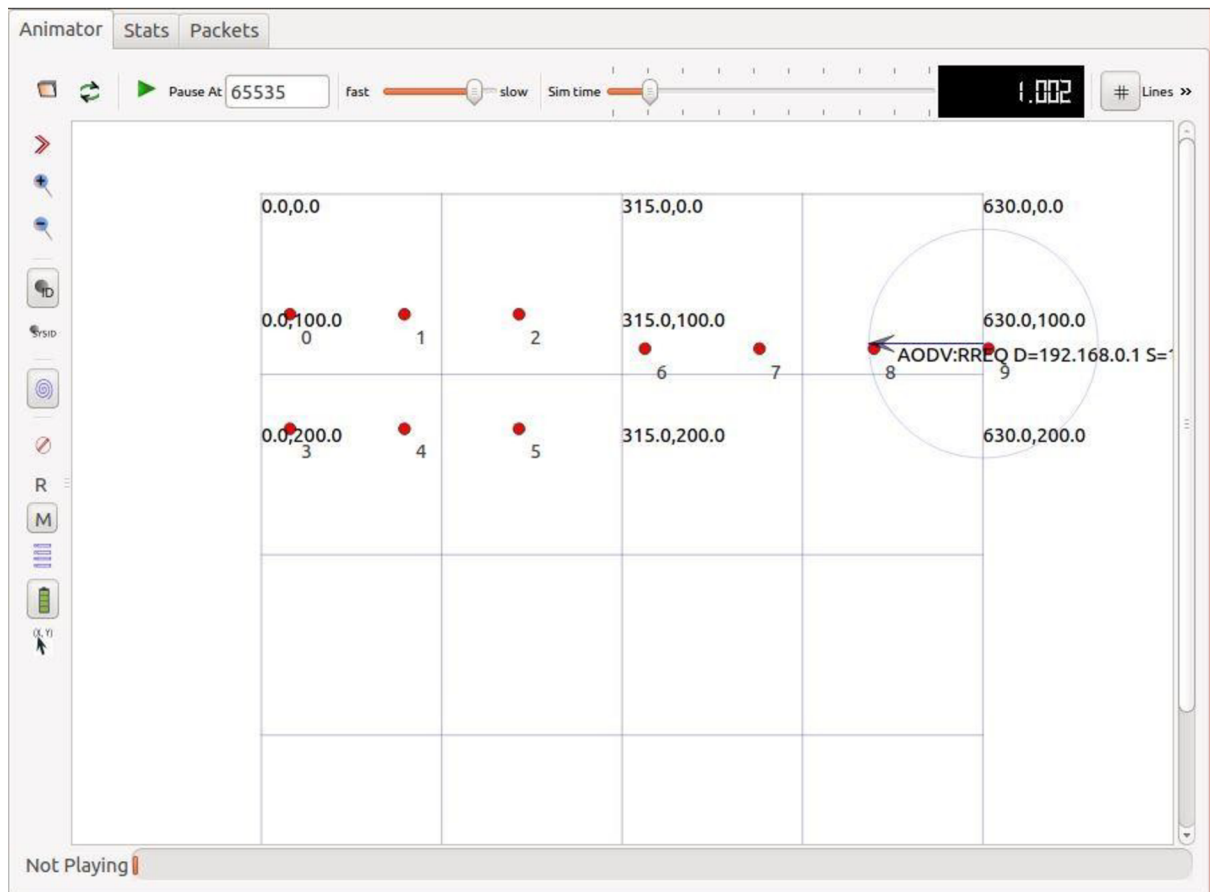 Animator Stats Packets
Pause At 65535 fast slow Sim time 1.002 # Lines »
ID
SYSID
R
M
(X, Y)
0.0,0.0 315.0,0.0 630.0,0.0
0.0,100.0 315.0,100.0 630.0,100.0
0 1 2
AODV:RREQ D=192.168.0.1 S=
6 7 8 9
0.0,200.0 315.0,200.0 630.0,200.0
3 4 5
Not Playing